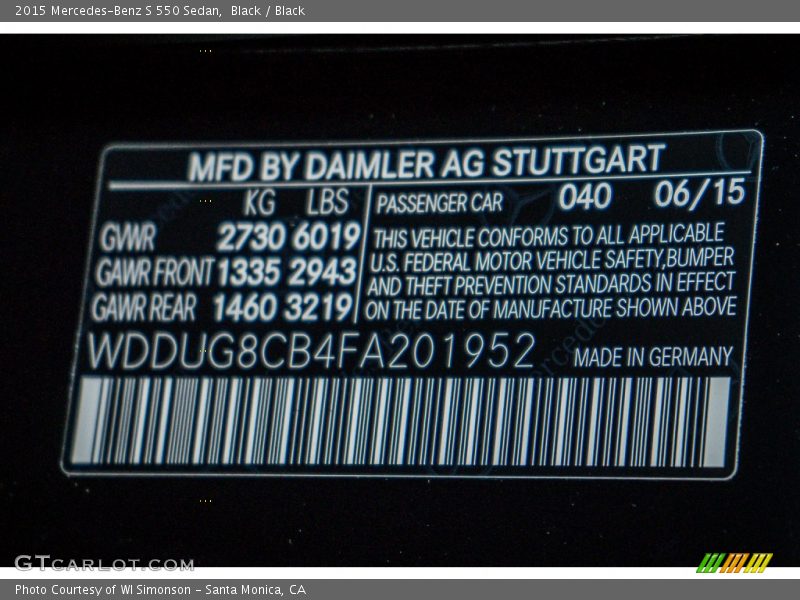 2015 Mercedes-Benz S 550 Sedan, Black / Black
MFD BY DAIMLER AG STUTTGART
KG LBS PASSENGER CAR 040 06/15
GWR 2730 6019
GAWR FRONT 1335 2943
GAWR REAR 1460 3219
THIS VEHICLE CONFORMS TO ALL APPLICABLE
U.S. FEDERAL MOTOR VEHICLE SAFETY, BUMPER
AND THEFT PREVENTION STANDARDS IN EFFECT
ON THE DATE OF MANUFACTURE SHOWN ABOVE
WDDUG8CB4FA201952 MADE IN GERMANY
GTCARLOT.COM
Photo Courtesy of WI Simonson - Santa Monica, CA